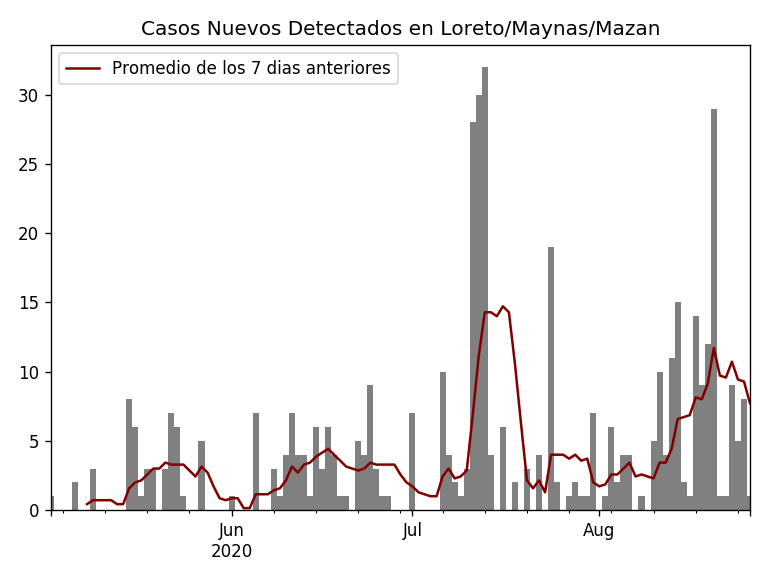 Casos Nuevos Detectados en Loreto/Maynas/Mazan
Promedio de los 7 dias anteriores
30
25
20
15
10
5
0
Jun
2020
Jul
Aug